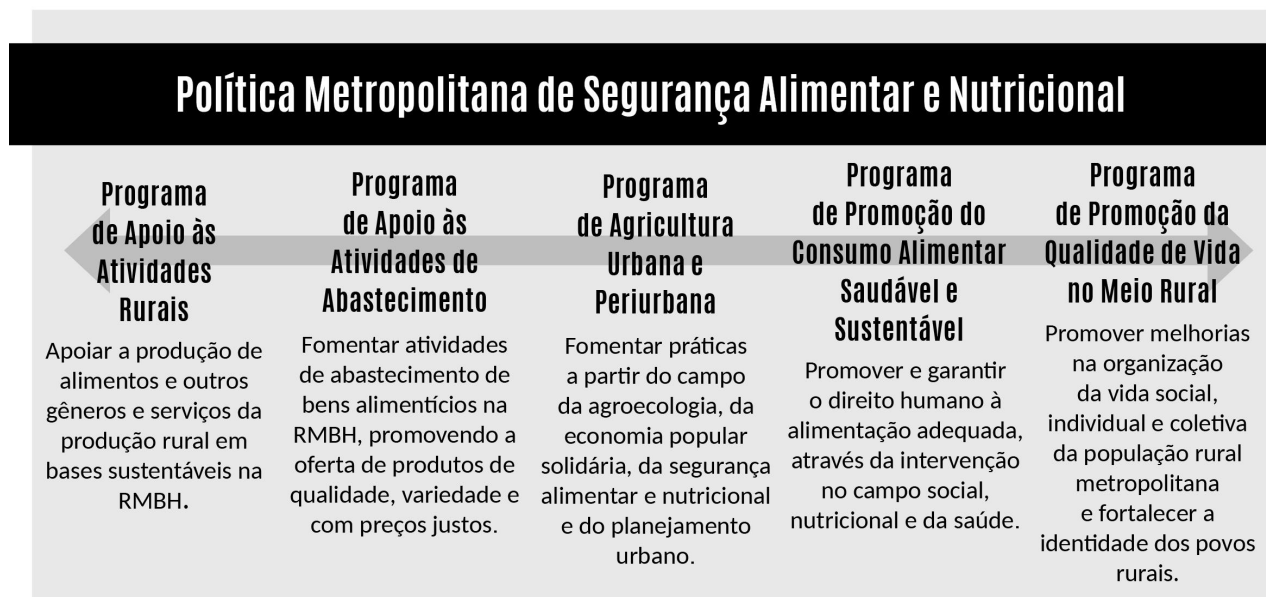 Política Metropolitana de Segurança Alimentar e Nutricional
Programa
de Apoio às
Atividades
Rurais
Apoiar a produção de
alimentos e outros
gêneros e serviços da
produção rural em
bases sustentáveis na
RMBH.
Programa
de Apoio às
Atividades de
Abastecimento
Fomentar atividades
de abastecimento de
bens alimentícios na
RMBH, promovendo a
oferta de produtos de
qualidade, variedade e
com preços justos.
Programa
de Agricultura
Urbana e
Periurbana
Fomentar práticas
a partir do campo
da agroecologia, da
economia popular
solidária, da segurança
alimentar e nutricional
e do planejamento
urbano.
Programa
de Promoção do
Consumo Alimentar
Saudável e
Sustentável
Promover e garantir
o direito humano à
alimentação adequada,
através da intervenção
no campo social,
nutricional e da saúde.
Programa
de Promoção da
Qualidade de Vida
no Meio Rural
Promover melhorias
na organização
da vida social,
individual e coletiva
da população rural
metropolitana
e fortalecer a
identidade dos povos
rurais.